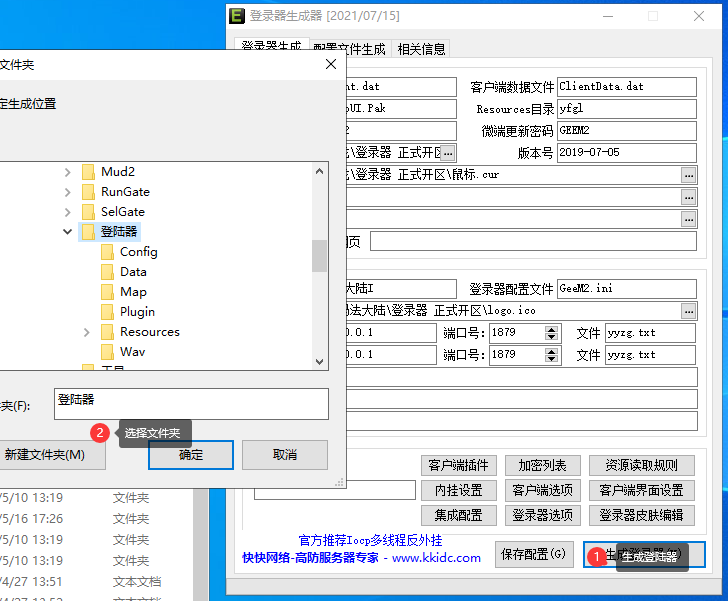 登录器生成器 [2021/07/15]
登录器生成 配置文件生成 相关信息
文件夹
定生成位置
nt.dat 客户端数据文件 ClientData.dat
oUI.Pak Resources目录 yfgl
2 微端更新密码 GEEM2
\登录器 正式开区 ... 版本号 2019-07-05
\登录器 正式开区\鼠标.cur ...
...
...
页
Mud2
RunGate
SelGate
登陆器
Config
Data
Map
Plugin
Resources
Wav
工具
大陆I 登录器配置文件 GeeM2.ini
法大陆\登录器 正式开区\logo.ico ...
0.0.1 端口号: 1879 文件 yyzg.txt
0.0.1 端口号: 1879 文件 yyzg.txt
夹(F): 登陆器
2 选择文件夹
新建文件夹(M) 确定 取消
客户端插件 加密列表 资源读取规则
内挂设置 客户端选项 客户端界面设置
集成配置 登录器选项 登录器皮肤编辑
官方推荐Iocp多线程反外挂
快快网络-高防服务器专家 - www.kkidc.com
保存配置(G) 1 生成登录器 生成登陆器
/5/10 13:19 文件夹
/5/16 17:26 文件夹
/5/10 13:19 文件夹
/5/10 13:19 文件夹
/4/27 13:51 文本文档